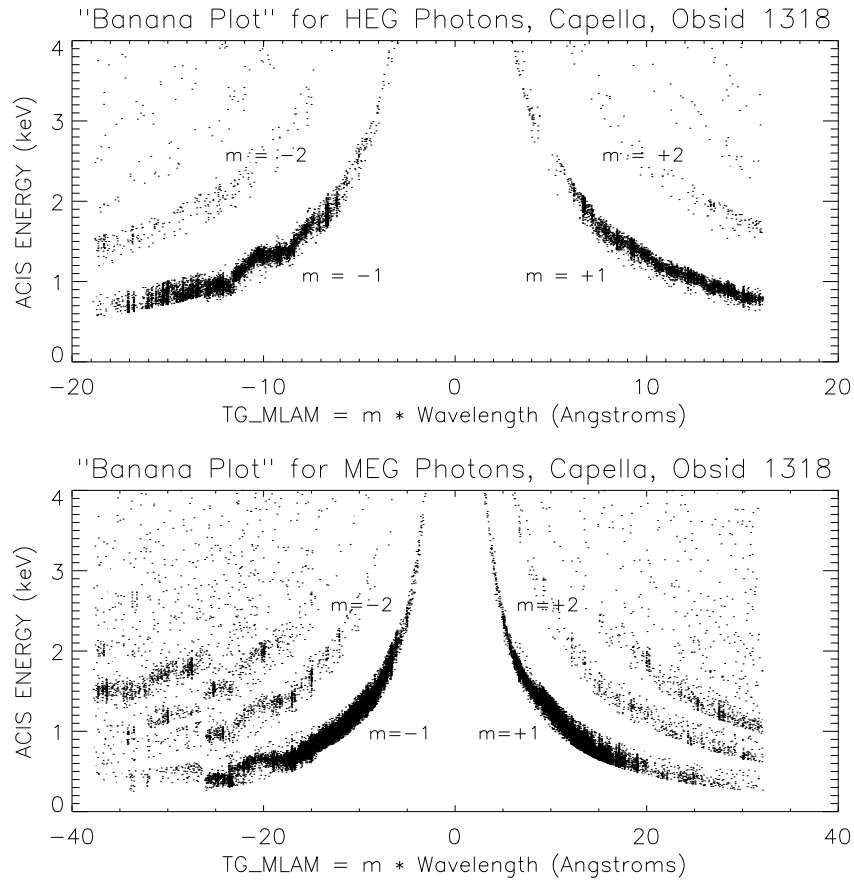 "Banana Plot" for HEG Photons, Capella, Obsid 1318
4
3
2
1
0
ACIS ENERGY (keV)
m = −2
m = +2
m = −1
m = +1
−20
−10
0
10
20
TG_MLAM = m * Wavelength (Angstroms)
"Banana Plot" for MEG Photons, Capella, Obsid 1318
4
3
2
1
0
ACIS ENERGY (keV)
m=−2
m=+2
m=−1
m=+1
−40
−20
0
20
40
TG_MLAM = m * Wavelength (Angstroms)